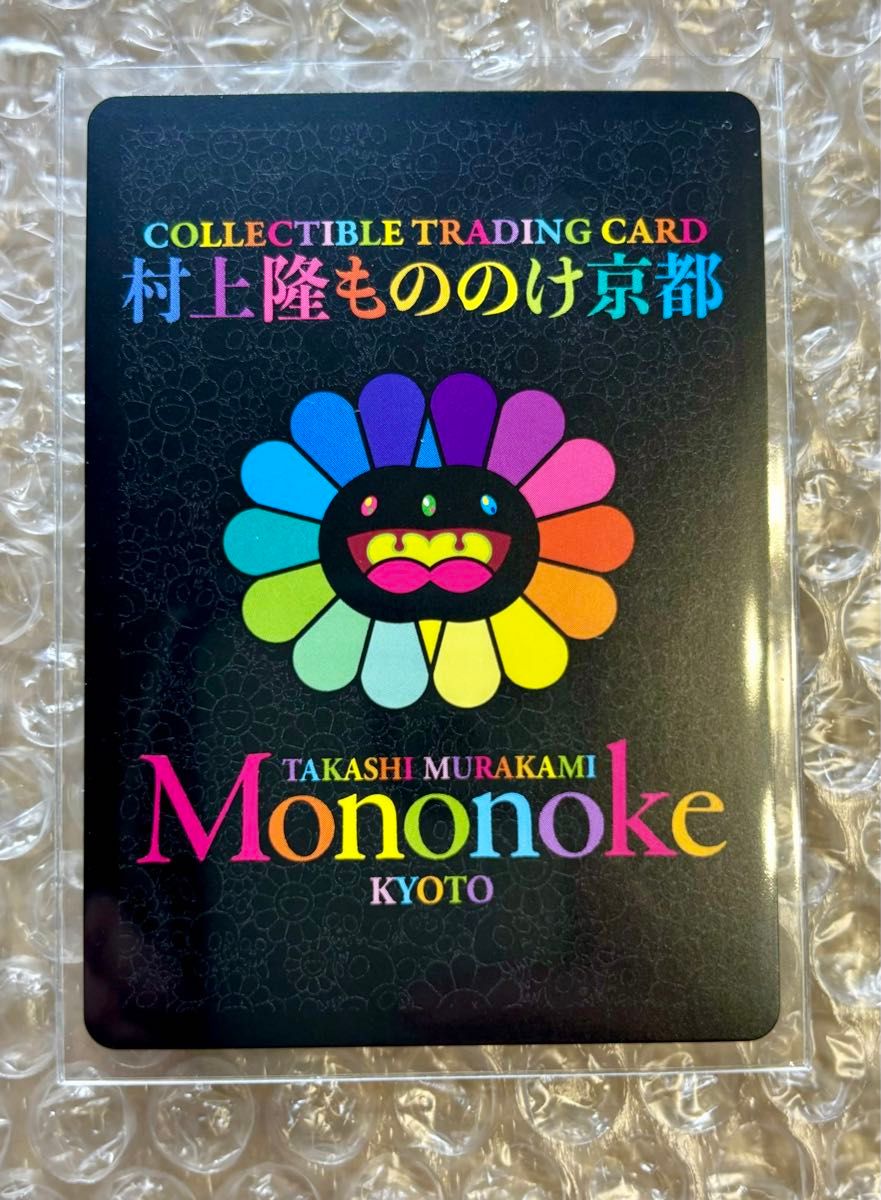 COLLECTIBLE TRADING CARD
村上隆もののけ京都
TAKASHI MURAKAMI
Mononoke
KYOTO